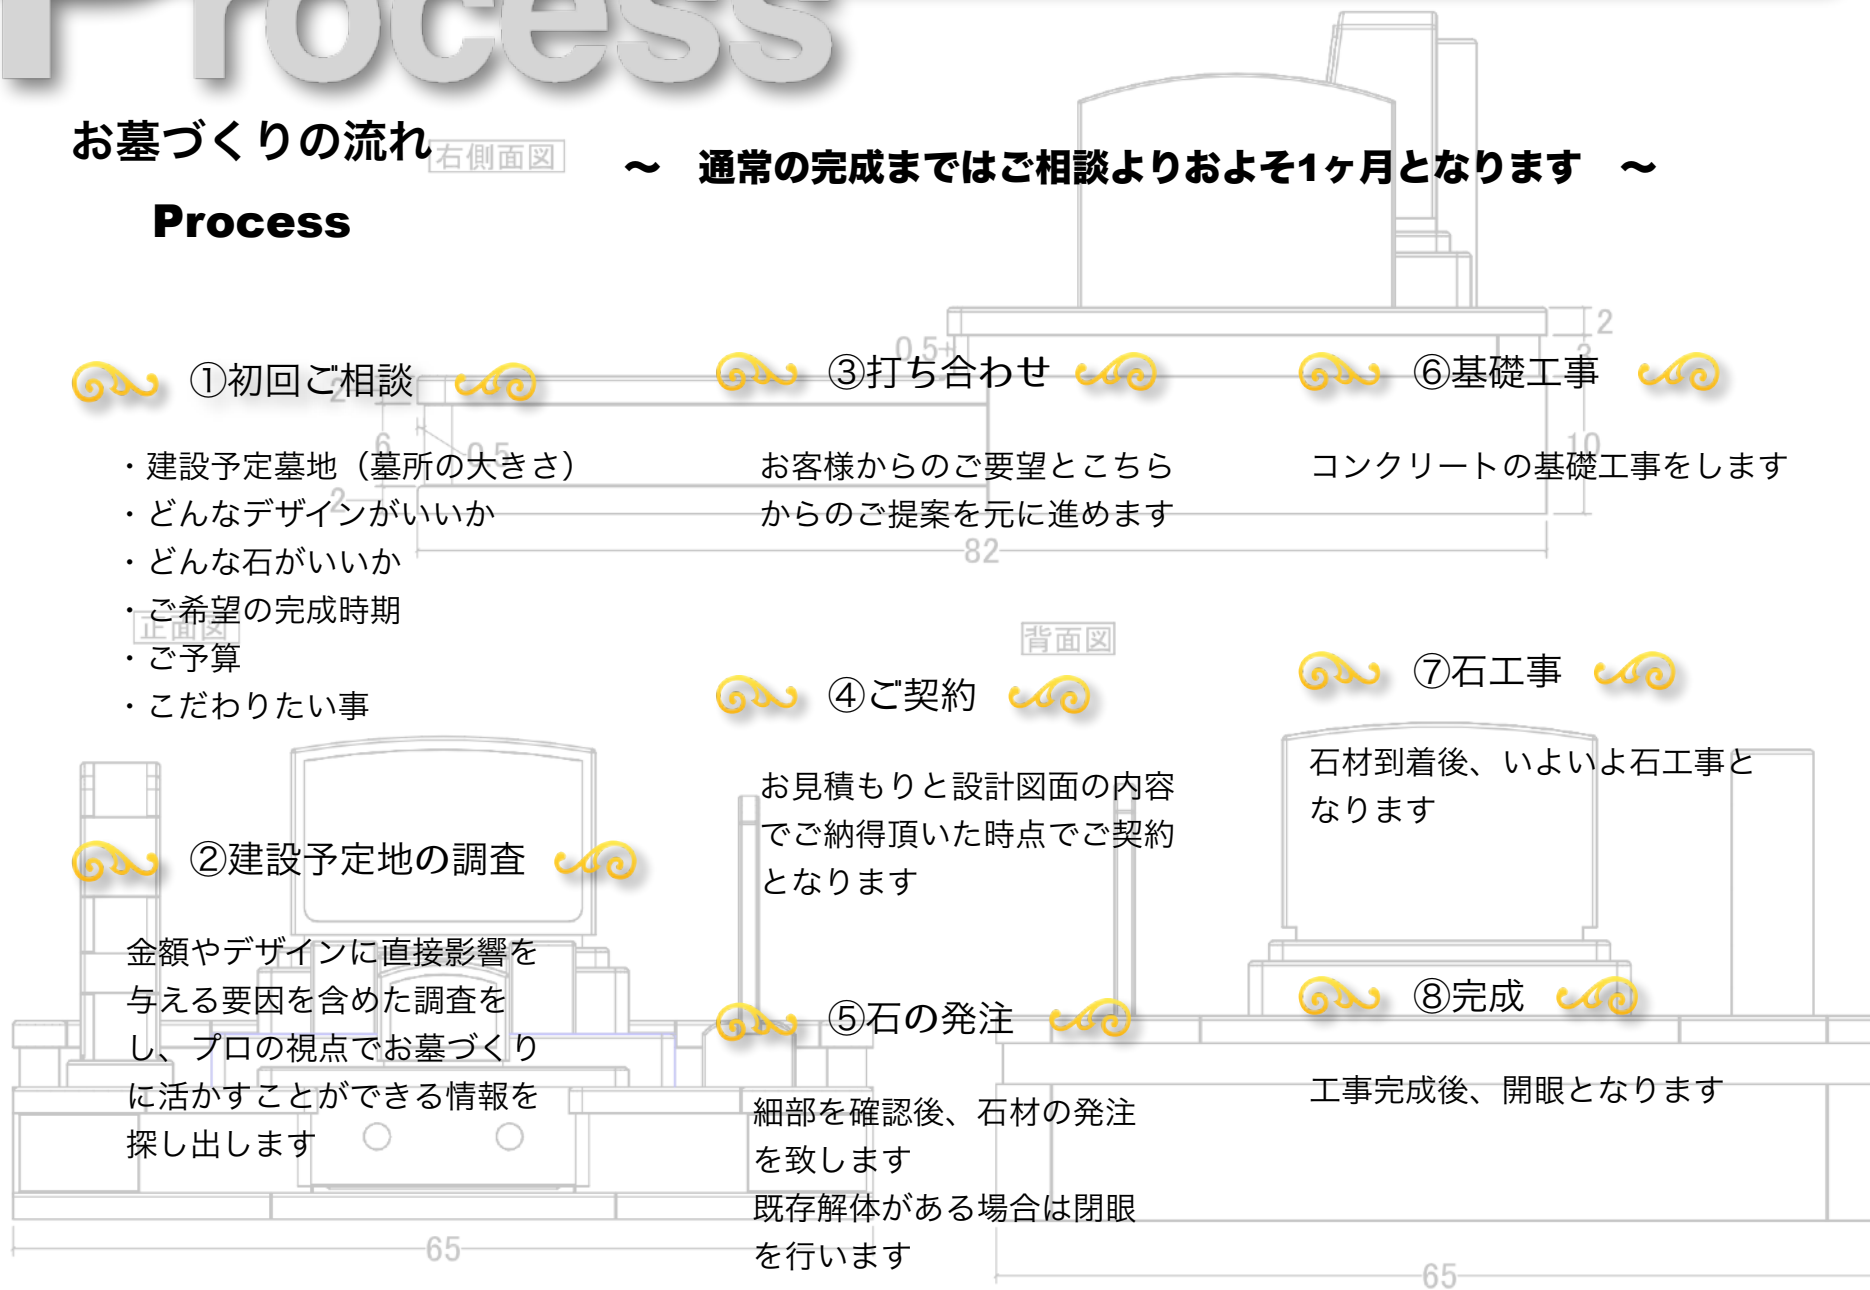 Process
お墓づくりの流れ
Process
～　通常の完成まではご相談よりおよそ1ヶ月となります　～
①初回ご相談
・建設予定墓地（墓所の大きさ）
・どんなデザインがいいか
・どんな石がいいか
・ご希望の完成時期
・ご予算
・こだわりたい事
②建設予定地の調査
金額やデザインに直接影響を
与える要因を含めた調査を
し、プロの視点でお墓づくり
に活かすことができる情報を
探し出します
③打ち合わせ
お客様からのご要望とこちら
からのご提案を元に進めます
④ご契約
お見積もりと設計図面の内容
でご納得頂いた時点でご契約
となります
⑤石の発注
細部を確認後、石材の発注
を致します
既存解体がある場合は閉眼
を行います
⑥基礎工事
コンクリートの基礎工事をします
⑦石工事
石材到着後、いよいよ石工事と
なります
⑧完成
工事完成後、開眼となります
右側面図
2
3
0.5
10
2
6
0.5
2
82
正面図
65
背面図
65